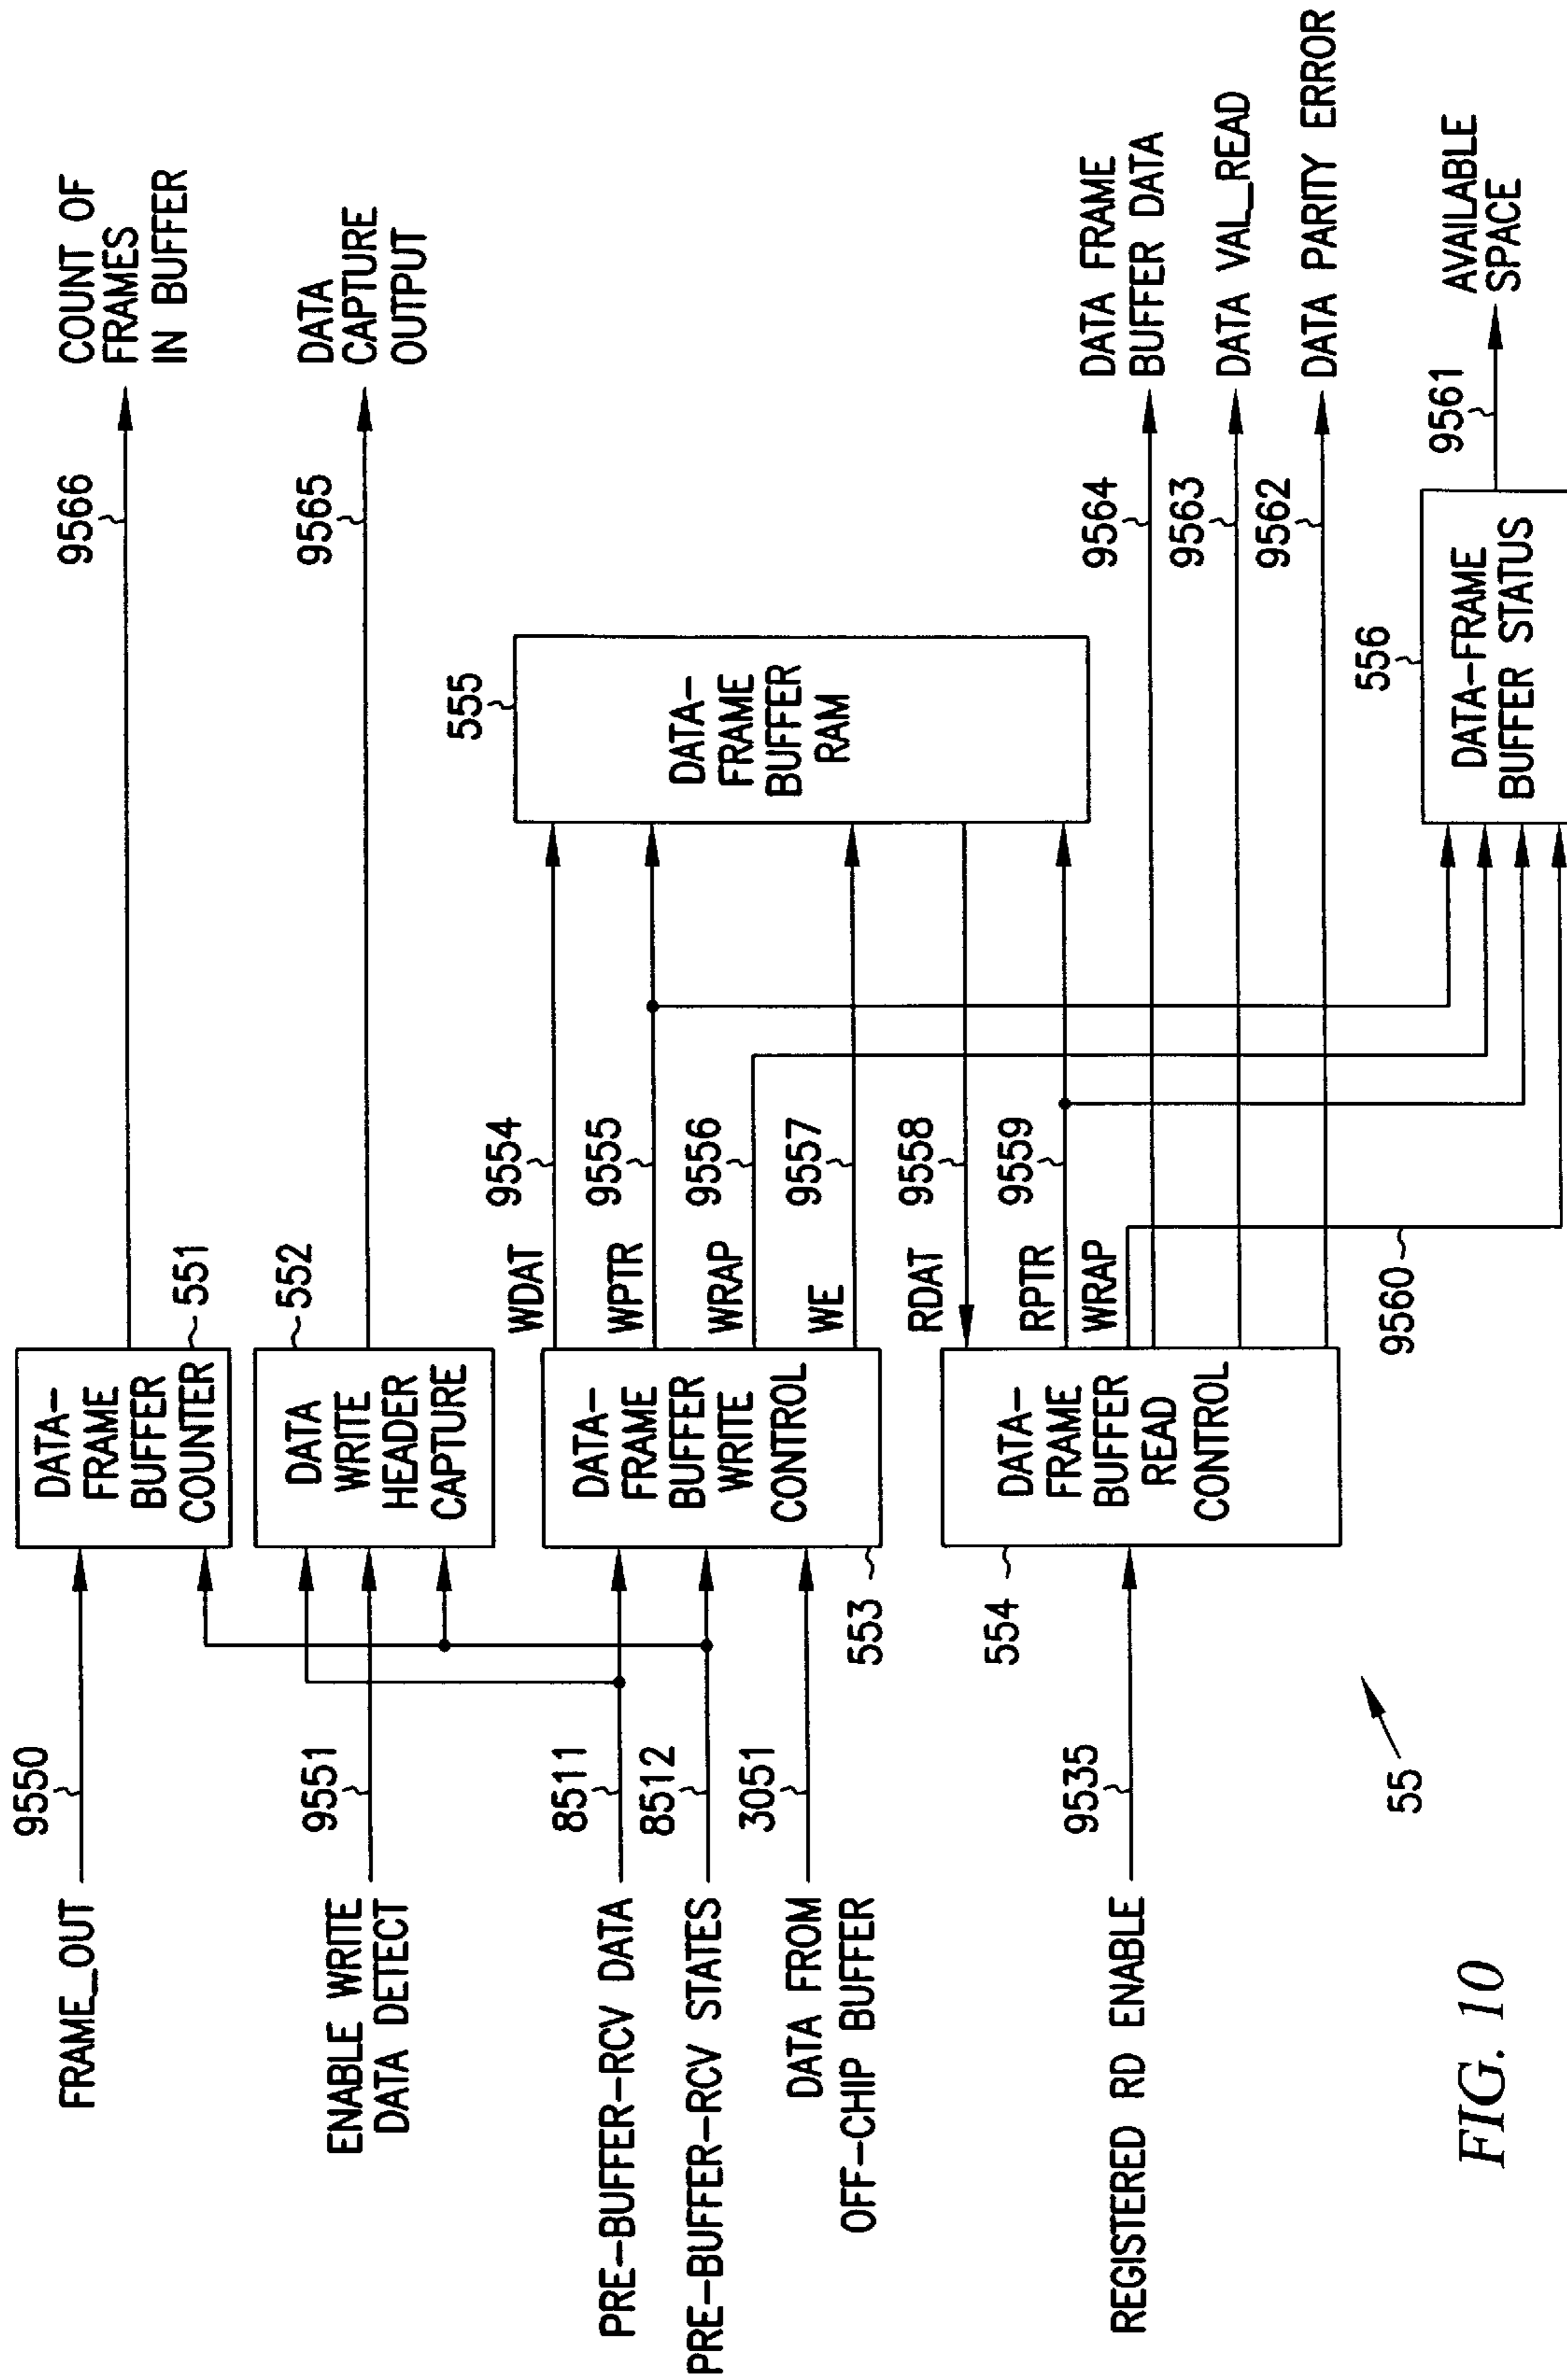 FRAME_OUT
9550
DATA-
FRAME
BUFFER
COUNTER
551
9566
COUNT OF
FRAMES
IN BUFFER
ENABLE WRITE
DATA DETECT
9551
DATA
WRITE
HEADER
CAPTURE
552
9565
DATA
CAPTURE
OUTPUT
PRE-BUFFER-RCV DATA
8511
PRE-BUFFER-RCV STATES
8512
DATA FROM
OFF-CHIP BUFFER
3051
DATA-
FRAME
BUFFER
WRITE
CONTROL
553
WDAT
9554
WPTR
9555
WRAP
9556
WE
9557
DATA-
FRAME
BUFFER
RAM
555
REGISTERED RD ENABLE
9535
DATA-
FRAME
BUFFER
READ
CONTROL
554
RDAT
9558
RPTR
9559
WRAP
9560
9564
DATA FRAME
BUFFER DATA
9563
DATA VAL_READ
9562
DATA PARITY ERROR
DATA-FRAME
BUFFER STATUS
556
9561
AVAILABLE
SPACE
55
FIG. 10